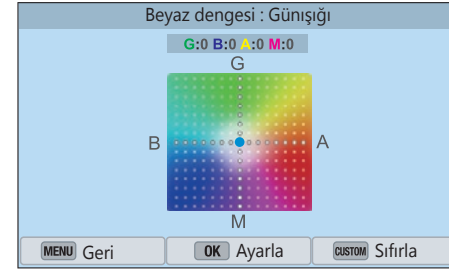 Beyaz dengesi : Günışığı
G:0 B:0 A:0 M:0
G
B A
M
MENU Geri OK Ayarla CUSTOM Sıfırla